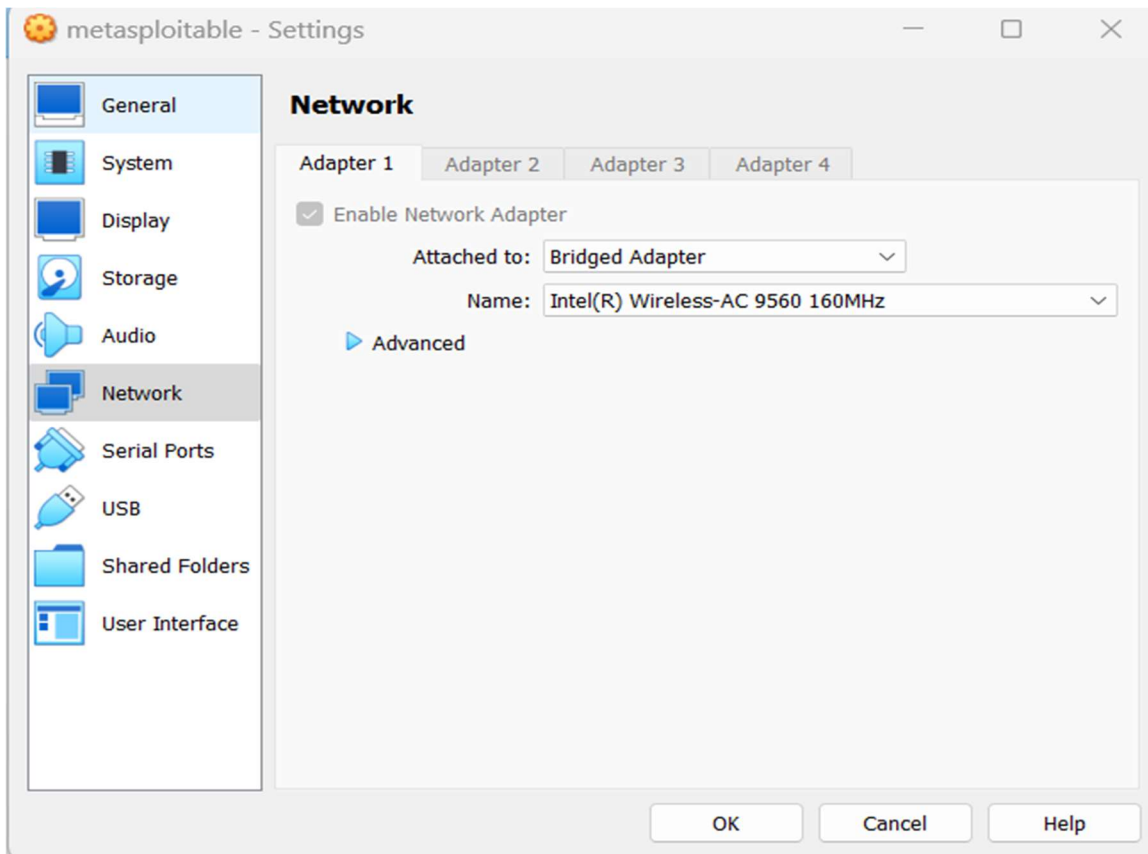 metasploitable - Settings
General
System
Display
Storage
Audio
Network
Serial Ports
USB
Shared Folders
User Interface
Network
Adapter 1 Adapter 2 Adapter 3 Adapter 4
Enable Network Adapter
Attached to: Bridged Adapter
Name: Intel(R) Wireless-AC 9560 160MHz
Advanced
OK Cancel Help